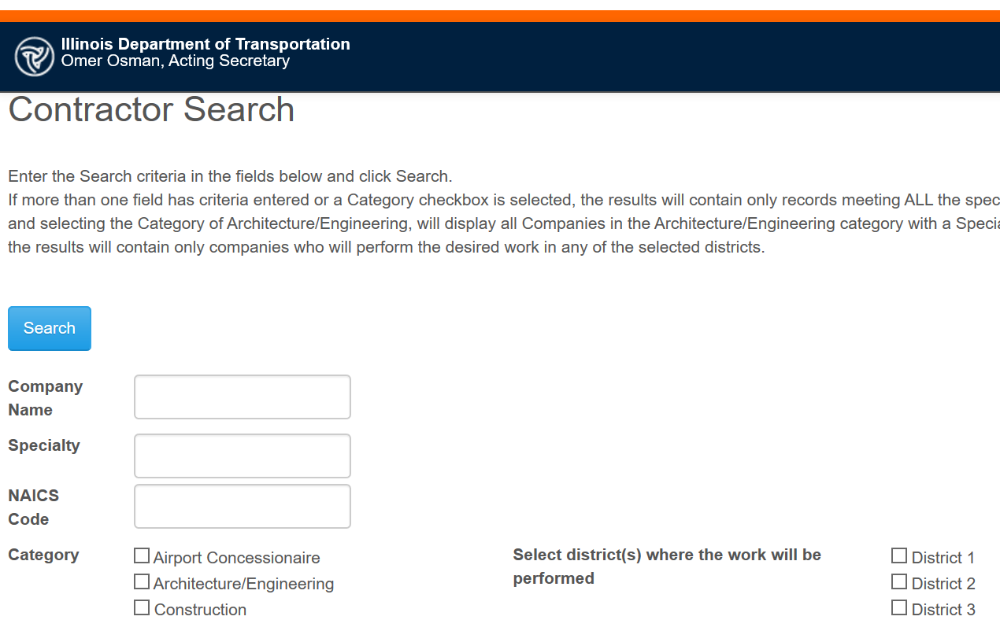 Illinois Department of Transportation
Omer Osman, Acting Secretary
Contractor Search
Enter the Search criteria in the fields below and click Search.
If more than one field has criteria entered or a Category checkbox is selected, the results will contain only records meeting ALL the spec
and selecting the Category of Architecture/Engineering, will display all Companies in the Architecture/Engineering category with a Specia
the results will contain only companies who will perform the desired work in any of the selected districts.
Search
Company
Name
Specialty
NAICS
Code
Category
Airport Concessionaire
Architecture/Engineering
Construction
Select district(s) where the work will be
performed
District 1
District 2
District 3